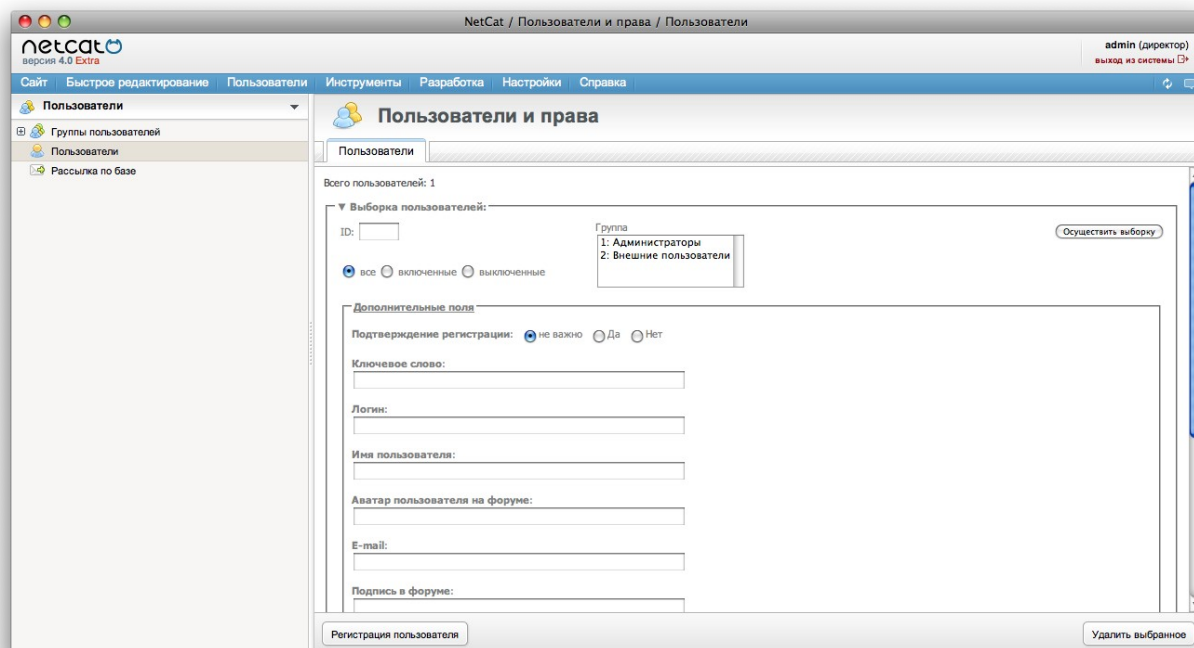 NetCat / Пользователи и права / Пользователи
netcat
версия 4.0 Extra
admin (директор)
выход из системы
Сайт Быстрое редактирование Пользователи Инструменты Разработка Настройки Справка
Пользователи
Группы пользователей
Пользователи
Рассылка по базе
Пользователи и права
Пользователи
Всего пользователей: 1
Выборка пользователей:
ID:
Группа
1: Администраторы
2: Внешние пользователи
Осуществить выборку
все включенные выключенные
Дополнительные поля
Подтверждение регистрации: не важно Да Нет
Ключевое слово:
Логин:
Имя пользователя:
Аватар пользователя на форуме:
E-mail:
Подпись в форуме:
Регистрация пользователя
Удалить выбранное